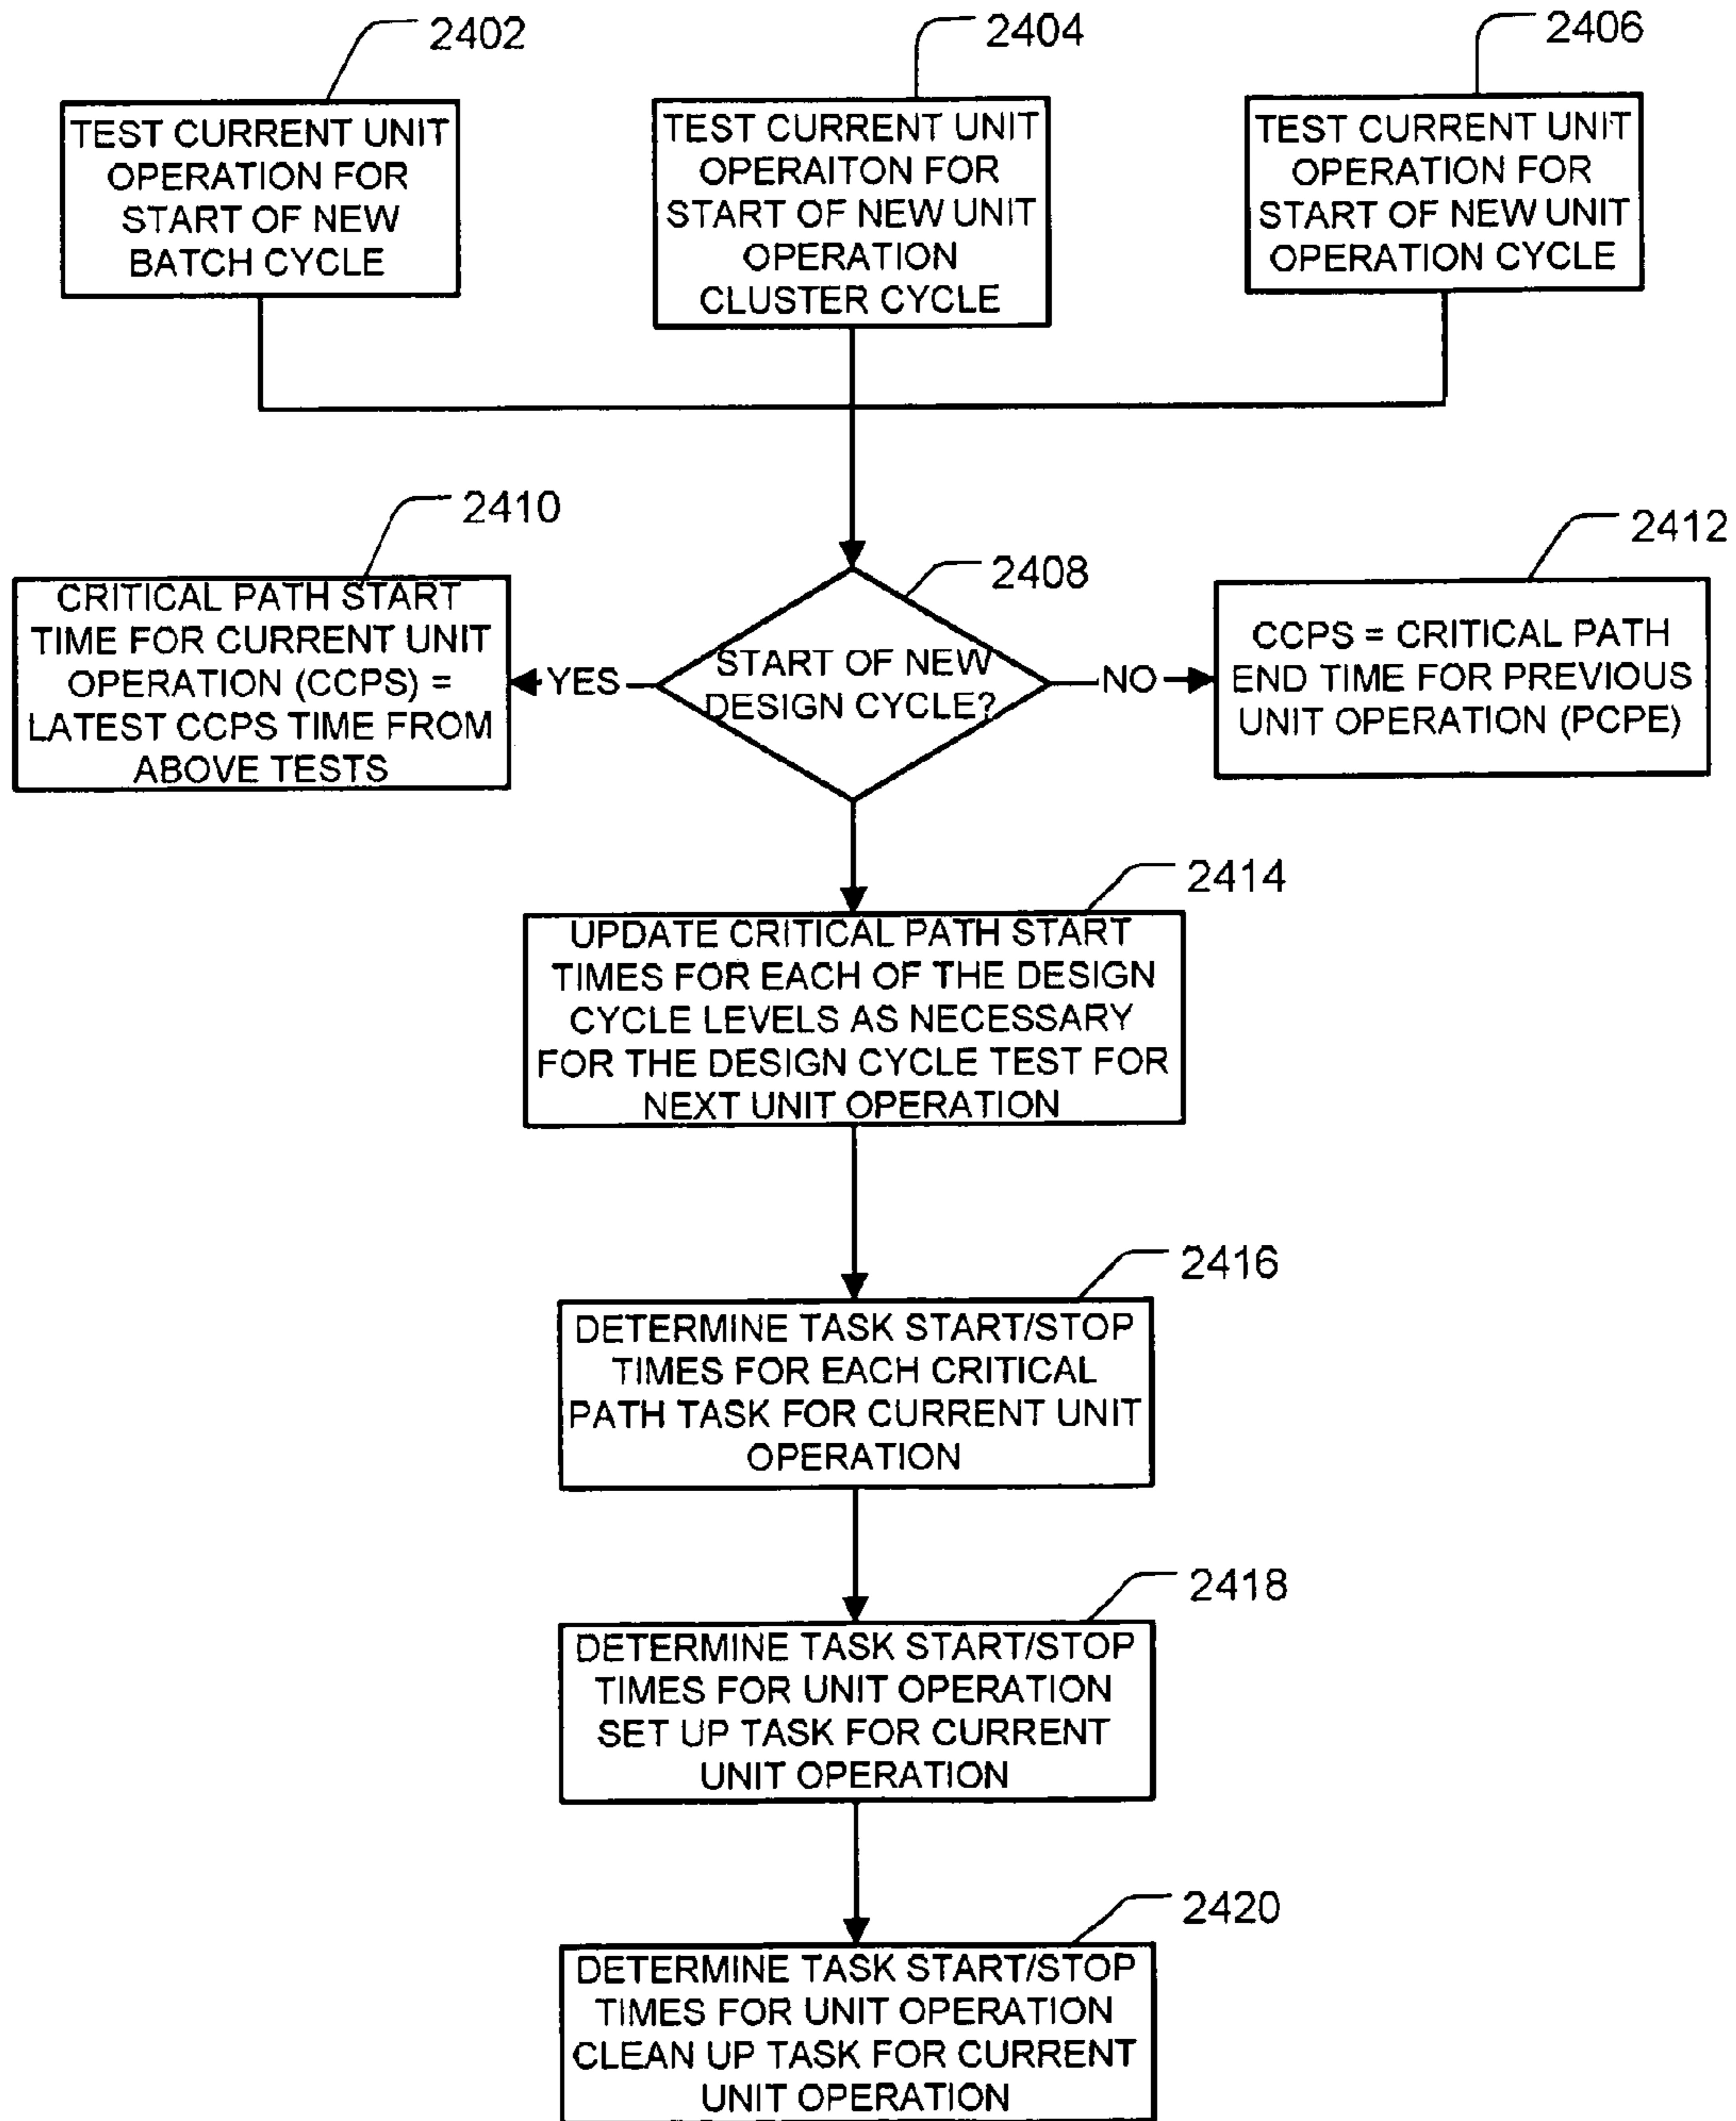 2402
TEST CURRENT UNIT
OPERATION FOR
START OF NEW
BATCH CYCLE
2404
TEST CURRENT UNIT
OPERAITON FOR
START OF NEW UNIT
OPERATION
CLUSTER CYCLE
2406
TEST CURRENT UNIT
OPERATION FOR
START OF NEW UNIT
OPERATION CYCLE
2408
START OF NEW
DESIGN CYCLE?
YES
2410
CRITICAL PATH START
TIME FOR CURRENT UNIT
OPERATION (CCPS) =
LATEST CCPS TIME FROM
ABOVE TESTS
NO
2412
CCPS = CRITICAL PATH
END TIME FOR PREVIOUS
UNIT OPERATION (PCPE)
2414
UPDATE CRITICAL PATH START
TIMES FOR EACH OF THE DESIGN
CYCLE LEVELS AS NECESSARY
FOR THE DESIGN CYCLE TEST FOR
NEXT UNIT OPERATION
2416
DETERMINE TASK START/STOP
TIMES FOR EACH CRITICAL
PATH TASK FOR CURRENT UNIT
OPERATION
2418
DETERMINE TASK START/STOP
TIMES FOR UNIT OPERATION
SET UP TASK FOR CURRENT
UNIT OPERATION
2420
DETERMINE TASK START/STOP
TIMES FOR UNIT OPERATION
CLEAN UP TASK FOR CURRENT
UNIT OPERATION